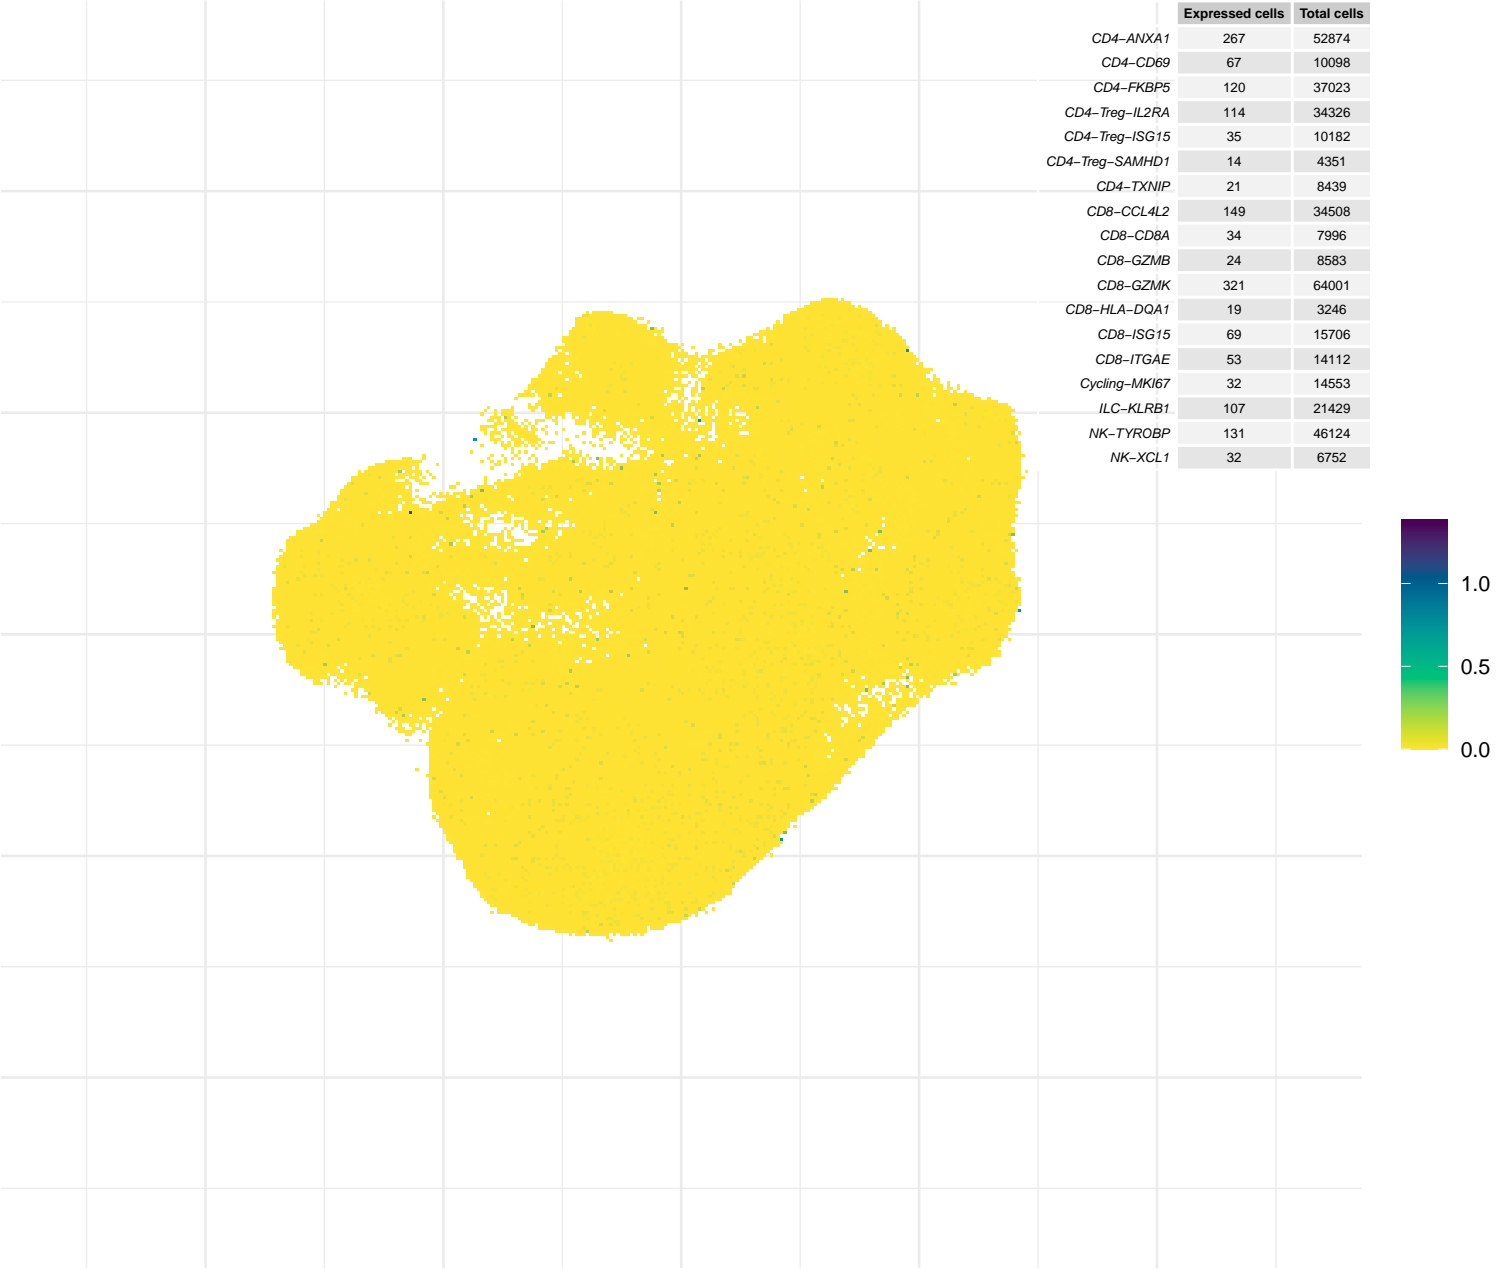 Expressed cells Total cells
CD4−ANXA1 267 52874
CD4−CD69 67 10098
CD4−FKBP5 120 37023
CD4−Treg−IL2RA 114 34326
CD4−Treg−ISG15 35 10182
CD4−Treg−SAMHD1 14 4351
CD4−TXNIP 21 8439
CD8−CCL4L2 149 34508
CD8−CD8A 34 7996
CD8−GZMB 24 8583
CD8−GZMK 321 64001
CD8−HLA−DQA1 19 3246
CD8−ISG15 69 15706
CD8−ITGAE 53 14112
Cycling−MKI67 32 14553
ILC−KLRB1 107 21429
NK−TYROBP 131 46124
NK−XCL1 32 6752
1.0
0.5
0.0